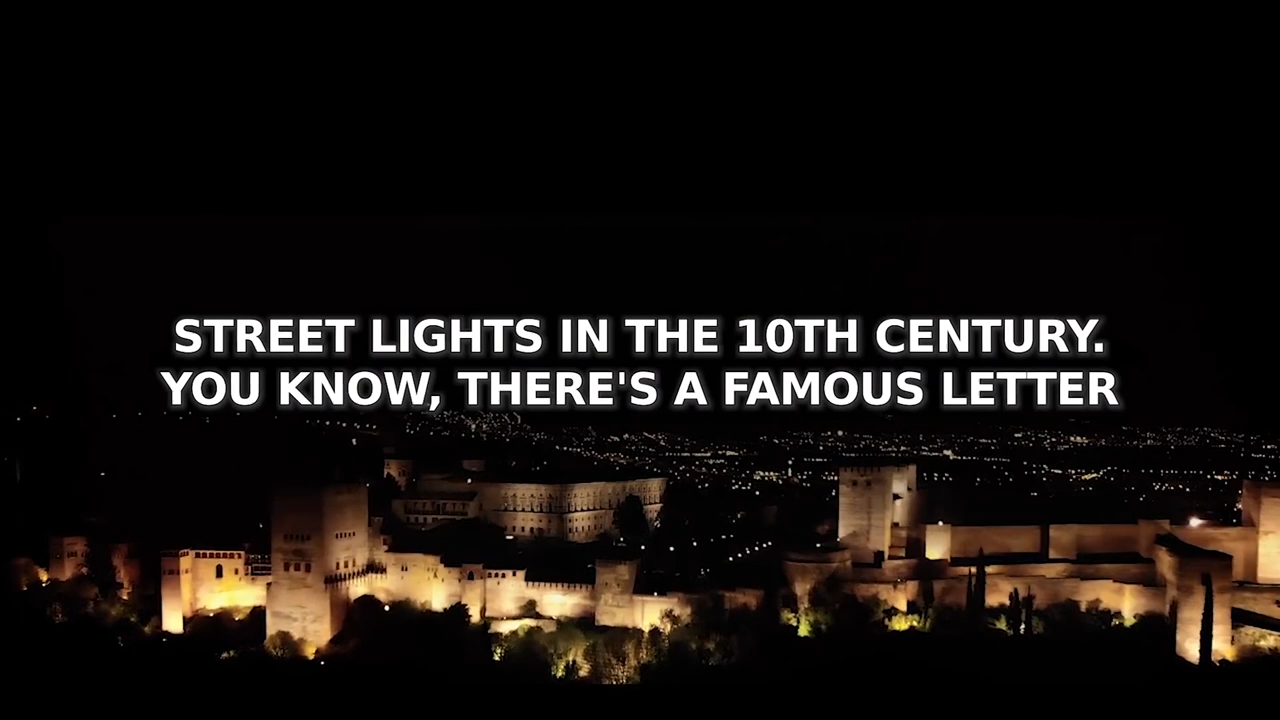 STREET LIGHTS IN THE 10TH CENTURY.
YOU KNOW, THERE'S A FAMOUS LETTER